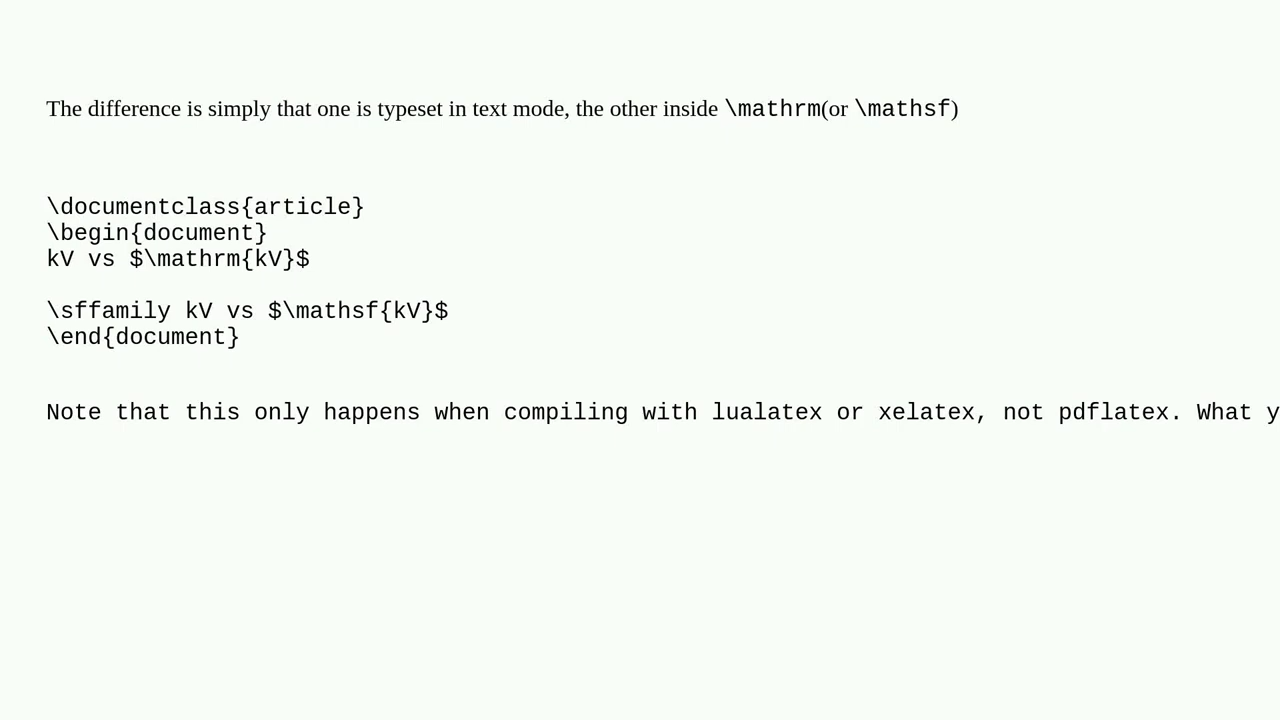 The difference is simply that one is typeset in text mode, the other inside \mathrm(or \mathsf)
\documentclass{article}
\begin{document}
kV vs $\mathrm{kV}$
\sffamily kV vs $\mathsf{kV}$
\end{document}
Note that this only happens when compiling with lualatex or xelatex, not pdflatex. What